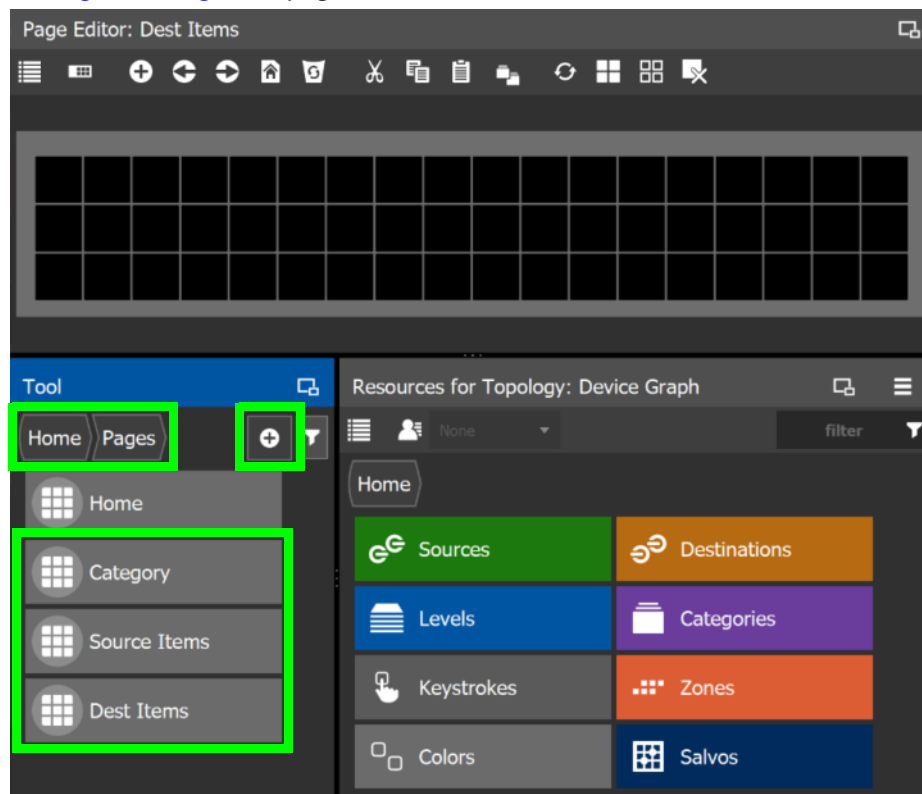 Page Editor: Dest Items
Tool
Resources for Topology: Device Graph
Home Pages
None
filter
Home
Home
Category
Source Items
Dest Items
Sources
Destinations
Levels
Categories
Keystrokes
Zones
Colors
Salvos